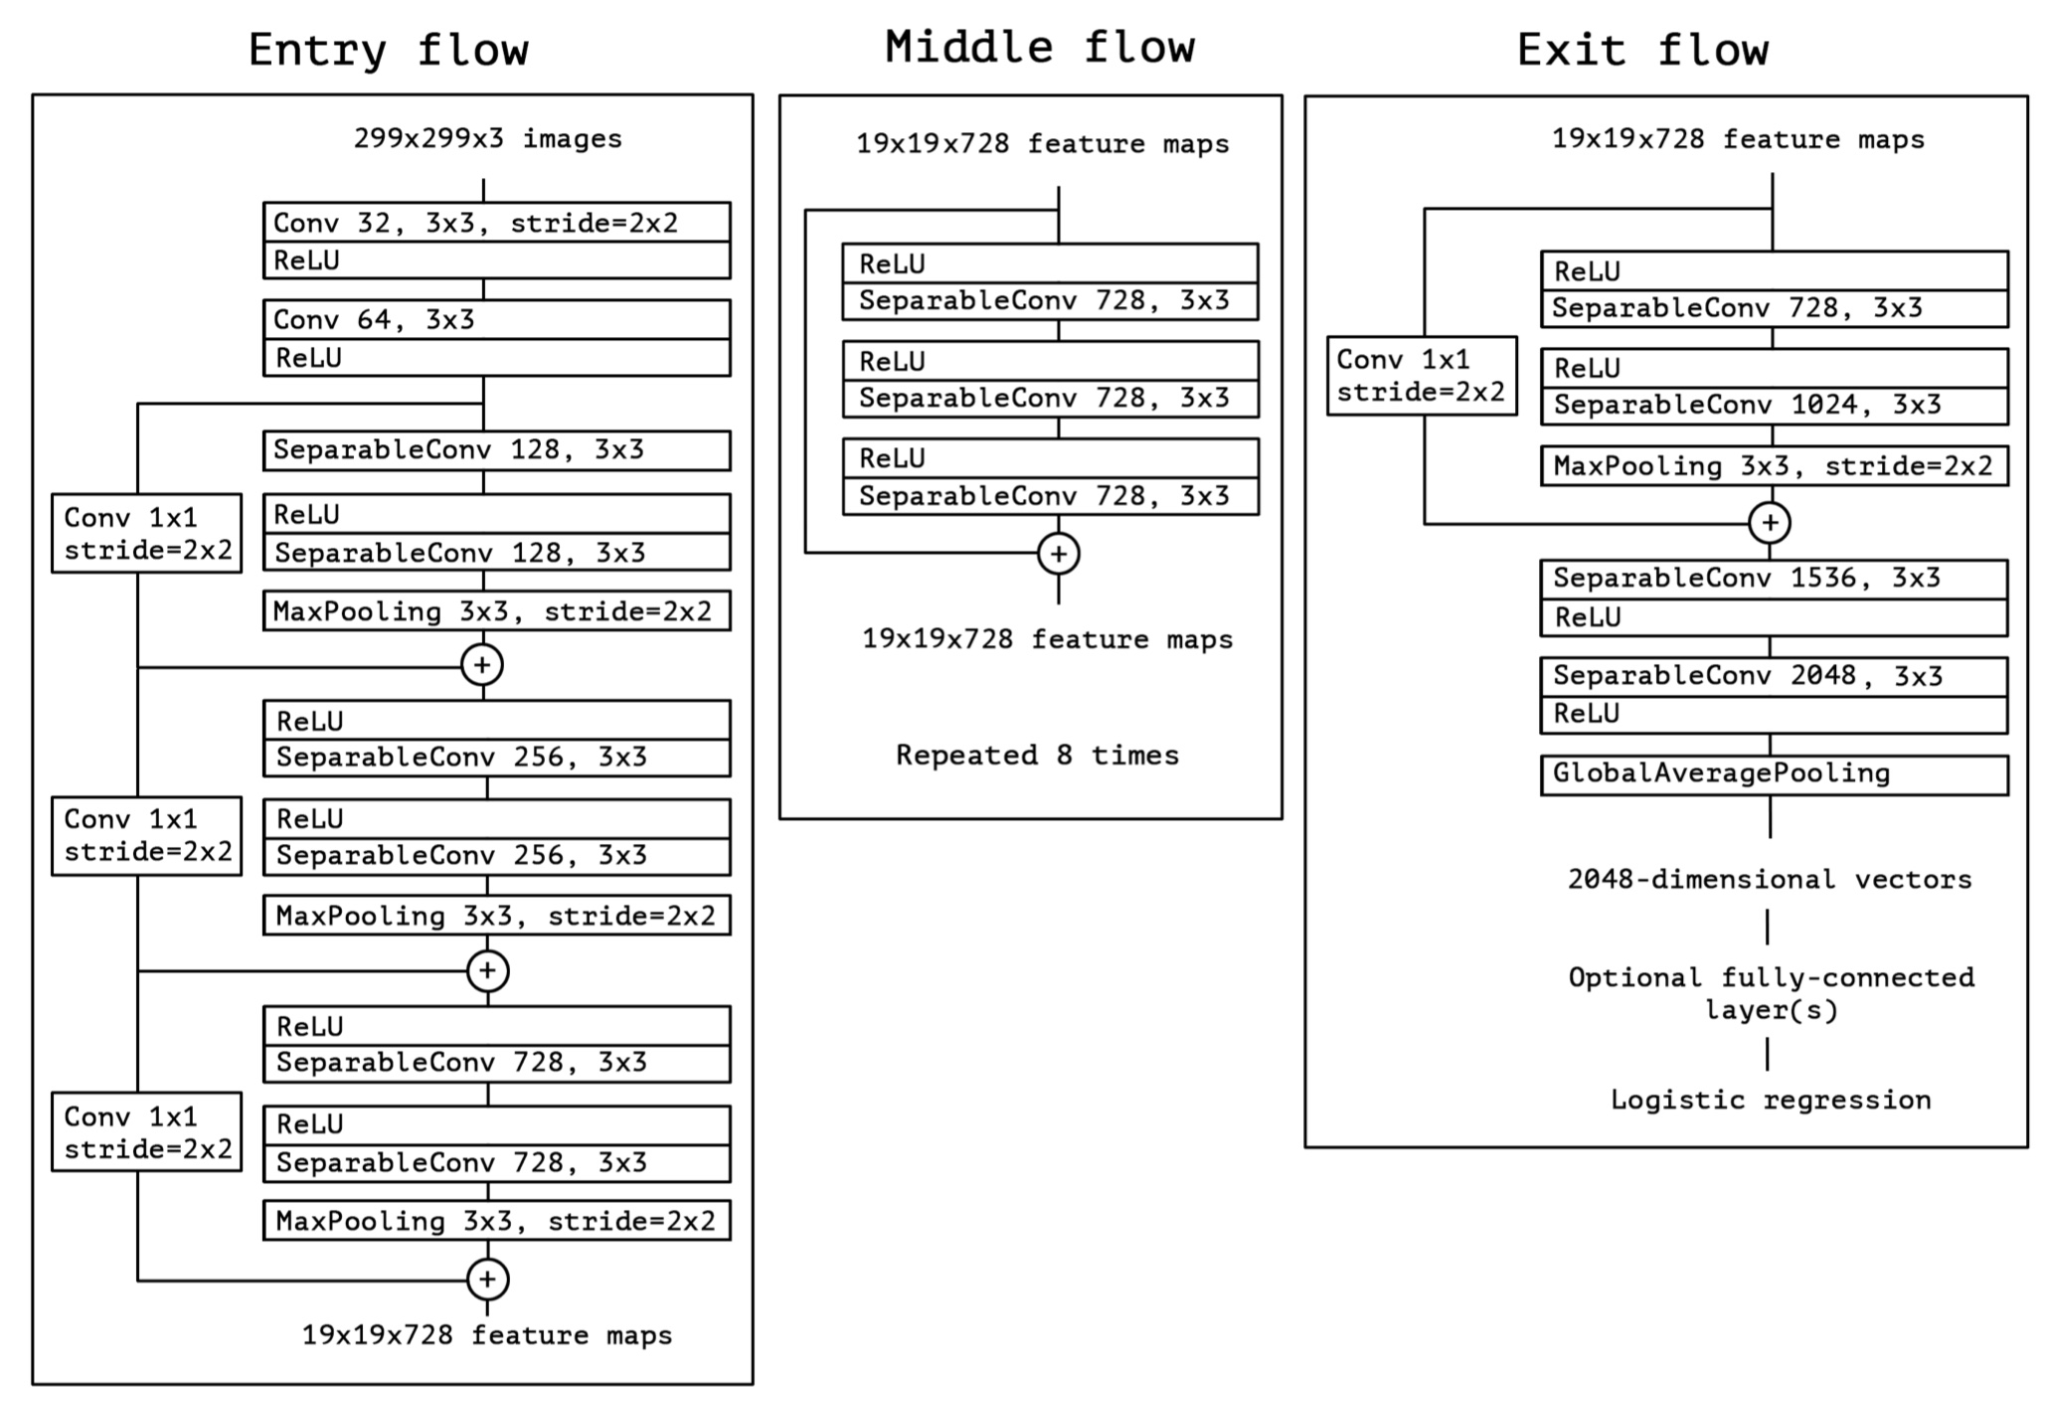 Entry flow
299x299x3 images
Conv 32, 3x3, stride=2x2
ReLU
Conv 64, 3x3
ReLU
SeparableConv 128, 3x3
Conv 1x1
stride=2x2
ReLU
SeparableConv 128, 3x3
MaxPooling 3x3, stride=2x2
+
ReLU
SeparableConv 256, 3x3
Conv 1x1
stride=2x2
ReLU
SeparableConv 256, 3x3
MaxPooling 3x3, stride=2x2
+
ReLU
SeparableConv 728, 3x3
Conv 1x1
stride=2x2
ReLU
SeparableConv 728, 3x3
MaxPooling 3x3, stride=2x2
+
19x19x728 feature maps
Middle flow
19x19x728 feature maps
ReLU
SeparableConv 728, 3x3
ReLU
SeparableConv 728, 3x3
ReLU
SeparableConv 728, 3x3
+
19x19x728 feature maps
Repeated 8 times
Exit flow
19x19x728 feature maps
ReLU
SeparableConv 728, 3x3
Conv 1x1
stride=2x2
ReLU
SeparableConv 1024, 3x3
MaxPooling 3x3, stride=2x2
+
SeparableConv 1536, 3x3
ReLU
SeparableConv 2048, 3x3
ReLU
GlobalAveragePooling
2048-dimensional vectors
Optional fully-connected
layer(s)
Logistic regression